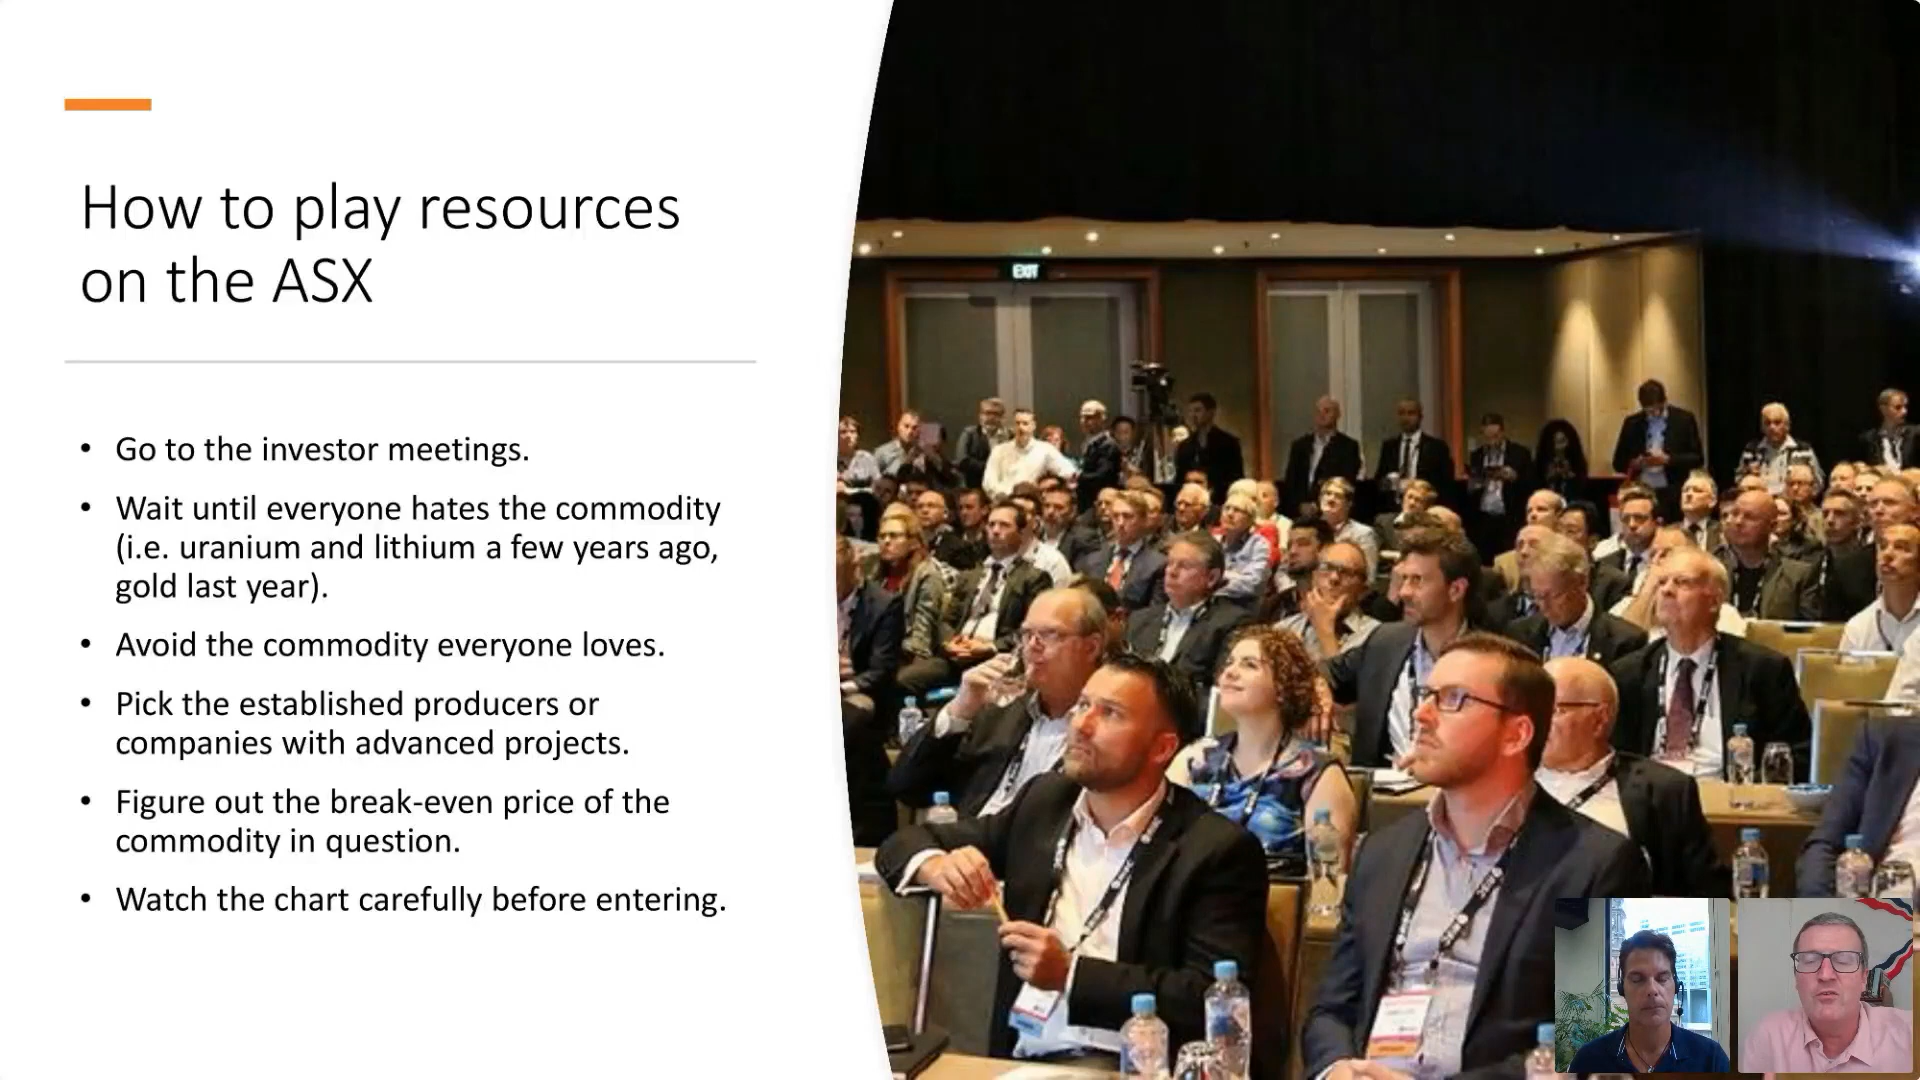 How to play resources
on the ASX
• Go to the investor meetings.
• Wait until everyone hates the commodity
(i.e. uranium and lithium a few years ago,
gold last year).
• Avoid the commodity everyone loves.
• Pick the established producers or
companies with advanced projects.
• Figure out the break-even price of the
commodity in question.
• Watch the chart carefully before entering.
EXIT